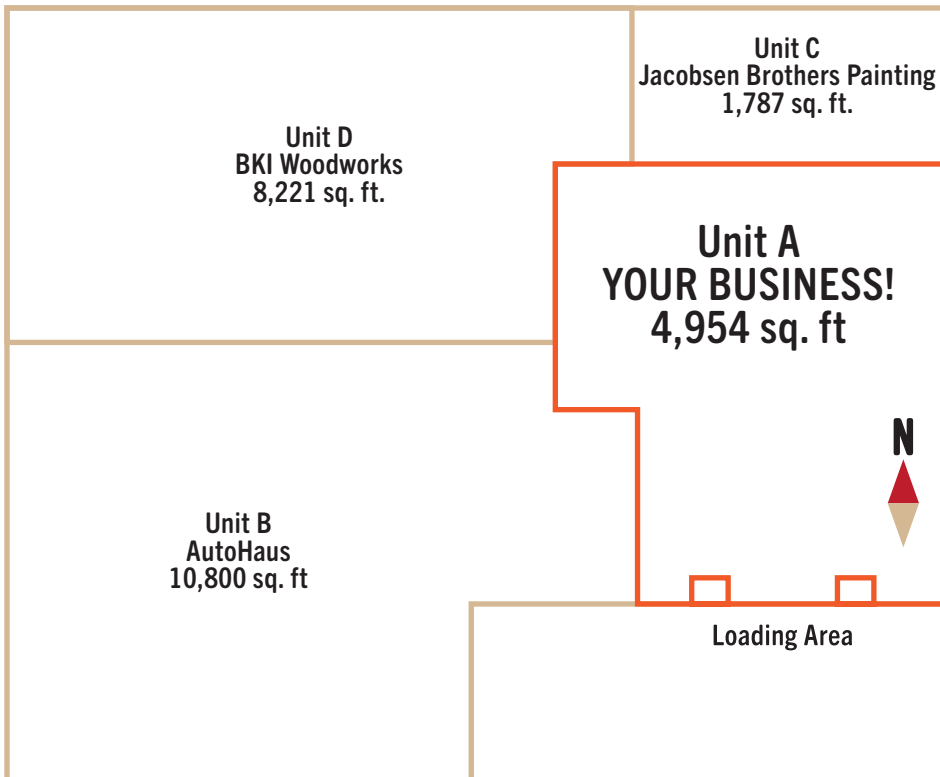 Unit C
Jacobsen Brothers Painting
1,787 sq. ft.
Unit D
BKI Woodworks
8,221 sq. ft.
Unit A
YOUR BUSINESS!
4,954 sq. ft
N
Unit B
AutoHaus
10,800 sq. ft
Loading Area